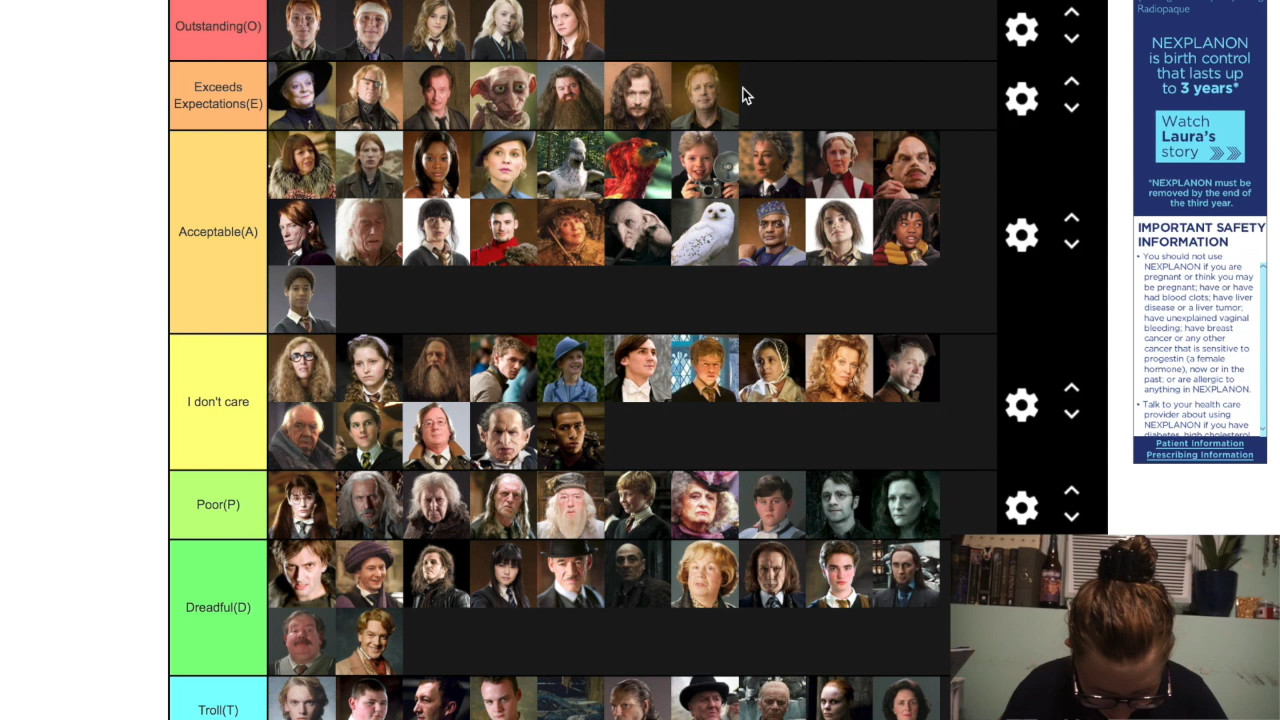 Outstanding(O)
Exceeds
Expectations(E)
Acceptable(A)
I don't care
Poor(P)
Dreadful(D)
Troll(T)
Radiopaque
NEXPLANON
is birth control
that lasts up
to 3 years*
Watch
Laura's
story
*NEXPLANON must be
removed by the end of
the third year.
IMPORTANT SAFETY
INFORMATION
• You should not use
NEXPLANON if you are
pregnant or think you may
be pregnant; have or have
had blood clots; have liver
disease or a liver tumor;
have unexplained vaginal
bleeding; have breast
cancer or any other
cancer that is sensitive to
progestin (a female
hormone), now or in the
past; or are allergic to
anything in NEXPLANON.
• Talk to your health care
provider about using
NEXPLANON if you have
diabetes, high cholesterol
Patient Information
Prescribing Information